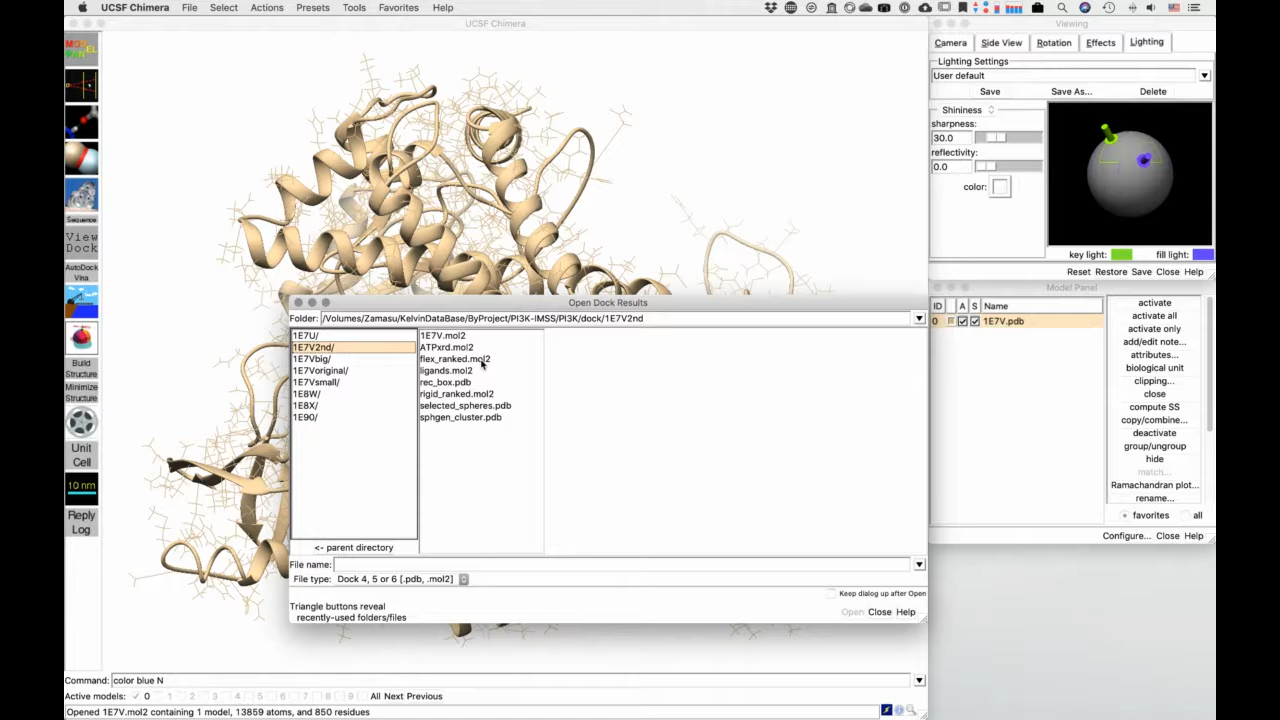 UCSF Chimera File Select Actions Presets Tools Favorites Help
UCSF Chimera
Sequence
View
Dock
AutoDock
Vina
Build
Structure
Minimize
Structure
Unit
Cell
10 nm
Reply
Log
Open Dock Results
Folder: /Volumes/Zamasu/KelvinDataBase/ByProject/PI3K-IMSS/PI3K/dock/1E7V2nd
1E7U/
1E7V2nd/
1E7Vbig/
1E7Voriginal/
1E7Vsmall/
1E8W/
1E8X/
1E90/
1E7V.mol2
ATPxrd.mol2
flex_ranked.mol2
ligands.mol2
rec_box.pdb
rigid_ranked.mol2
selected_spheres.pdb
sphgen_cluster.pdb
<- parent directory
File name:
File type: Dock 4, 5 or 6 [.pdb, .mol2]
Keep dialog up after Open
Triangle buttons reveal
recently-used folders/files
Open Close Help
Command: color blue N
Active models: 0 1 2 3 4 5 6 7 8 9 All Next Previous
Opened 1E7V.mol2 containing 1 model, 13859 atoms, and 850 residues
Viewing
Camera Side View Rotation Effects Lighting
Lighting Settings
User default
Save Save As... Delete
Shininess
sharpness:
30.0
reflectivity:
0.0
color:
key light: fill light:
Reset Restore Save Close Help
Model Panel
ID A S Name
0 1E7V.pdb
activate
activate all
activate only
add/edit note...
attributes...
biological unit
clipping...
close
compute SS
copy/combine...
deactivate
group/ungroup
hide
match...
Ramachandran plot...
rename...
favorites all
Configure... Close Help